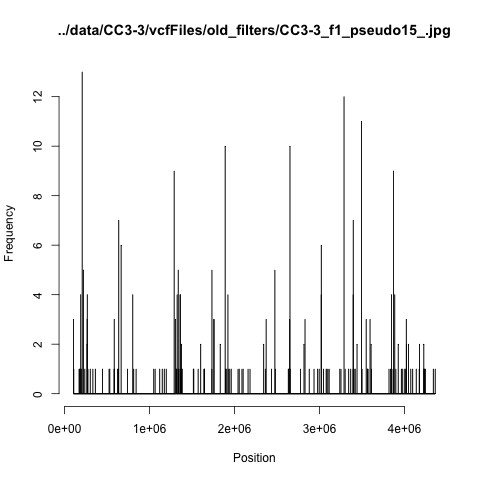 ../data/CC3-3/vcfFiles/old_filters/CC3-3_f1_pseudo15_.jpg
Frequency
12
10
8
6
4
2
0
0e+00 1e+06 2e+06 3e+06 4e+06
Position